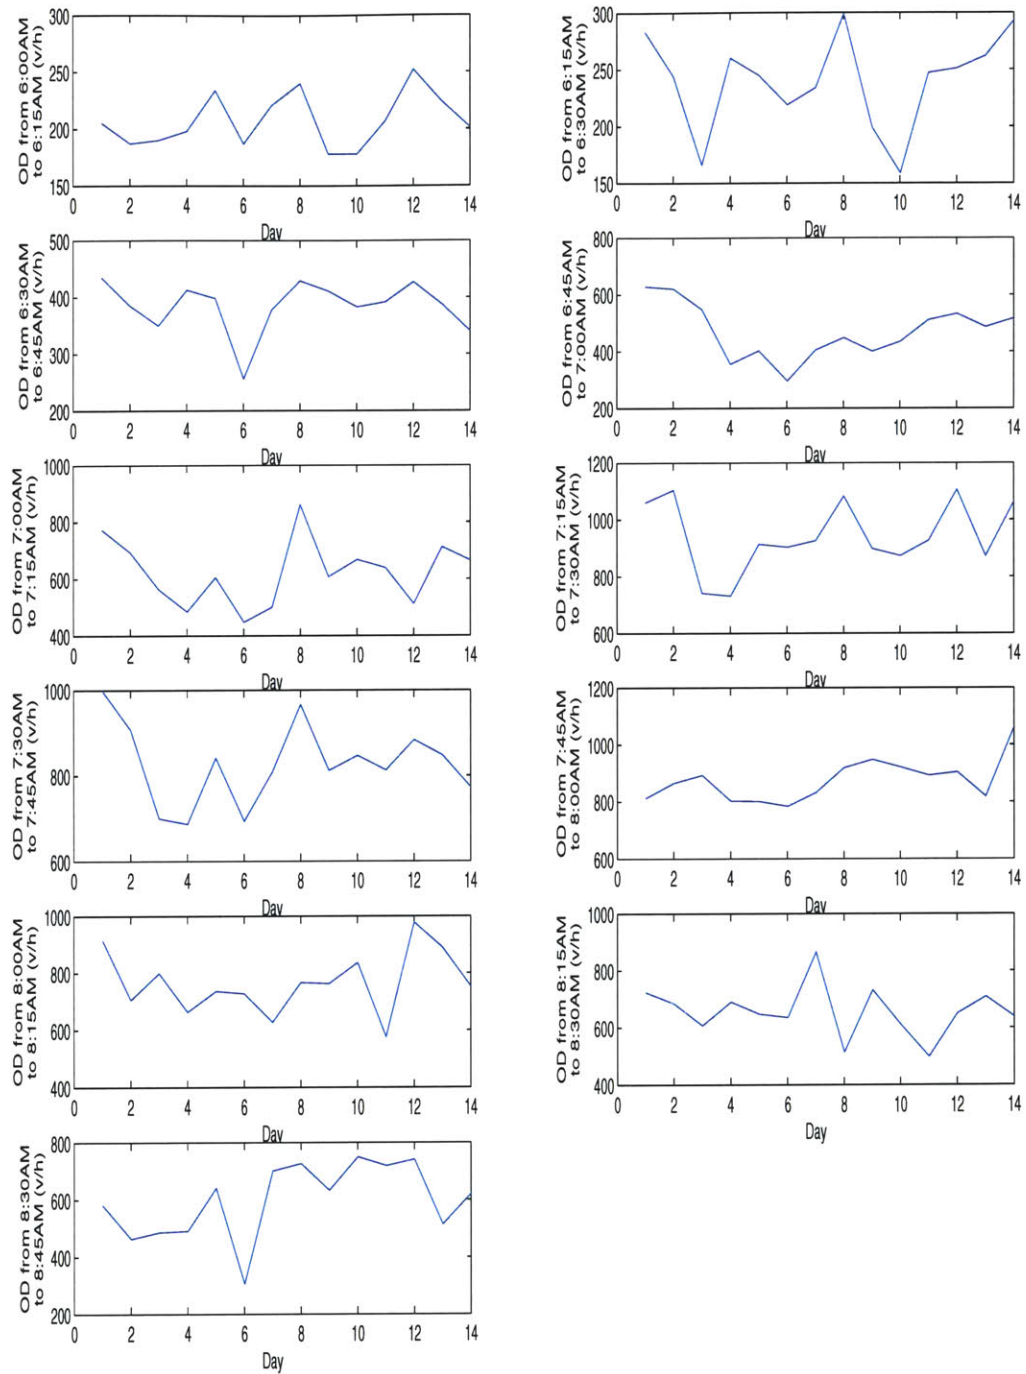 OD from 6:00AM
to 6:15AM (v/h)
300
250
200
150
0 2 4 6 8 10 12 14
Day
OD from 6:15AM
to 6:30AM (v/h)
300
250
200
150
0 2 4 6 8 10 12 14
Day
OD from 6:30AM
to 6:45AM (v/h)
500
400
300
200
0 2 4 6 8 10 12 14
Day
OD from 6:45AM
to 7:00AM (v/h)
800
600
400
200
0 2 4 6 8 10 12 14
Day
OD from 7:00AM
to 7:15AM (v/h)
1000
800
600
400
0 2 4 6 8 10 12 14
Day
OD from 7:15AM
to 7:30AM (v/h)
1200
1000
800
600
0 2 4 6 8 10 12 14
Day
OD from 7:30AM
to 7:45AM (v/h)
1000
800
600
0 2 4 6 8 10 12 14
Day
OD from 7:45AM
to 8:00AM (v/h)
1200
1000
800
600
0 2 4 6 8 10 12 14
Day
OD from 8:00AM
to 8:15AM (v/h)
1000
800
600
400
0 2 4 6 8 10 12 14
Day
OD from 8:15AM
to 8:30AM (v/h)
1000
800
600
400
0 2 4 6 8 10 12 14
Day
OD from 8:30AM
to 8:45AM (v/h)
800
600
400
200
0 2 4 6 8 10 12 14
Day